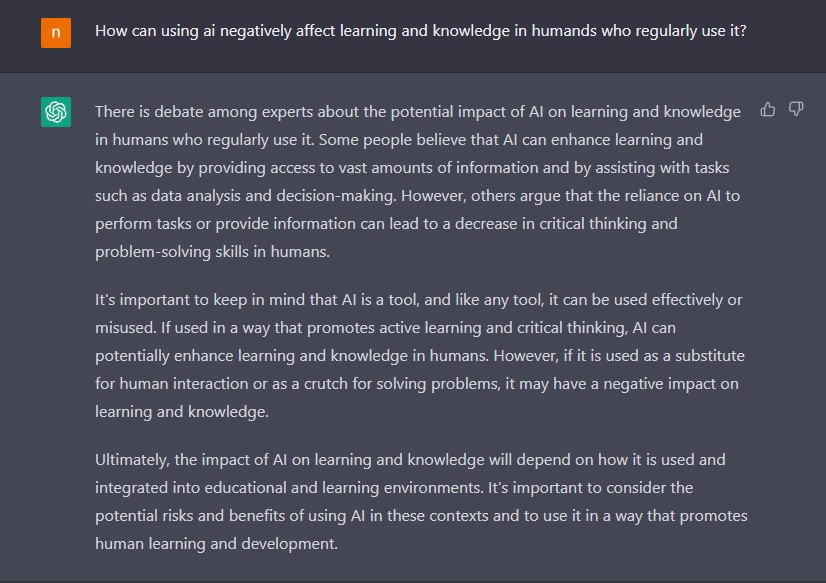 n
How can using ai negatively affect learning and knowledge in humands who regularly use it?
There is debate among experts about the potential impact of AI on learning and knowledge
in humans who regularly use it. Some people believe that AI can enhance learning and
knowledge by providing access to vast amounts of information and by assisting with tasks
such as data analysis and decision-making. However, others argue that the reliance on AI to
perform tasks or provide information can lead to a decrease in critical thinking and
problem-solving skills in humans.
It's important to keep in mind that AI is a tool, and like any tool, it can be used effectively or
misused. If used in a way that promotes active learning and critical thinking, AI can
potentially enhance learning and knowledge in humans. However, if it is used as a substitute
for human interaction or as a crutch for solving problems, it may have a negative impact on
learning and knowledge.
Ultimately, the impact of AI on learning and knowledge will depend on how it is used and
integrated into educational and learning environments. It's important to consider the
potential risks and benefits of using AI in these contexts and to use it in a way that promotes
human learning and development.